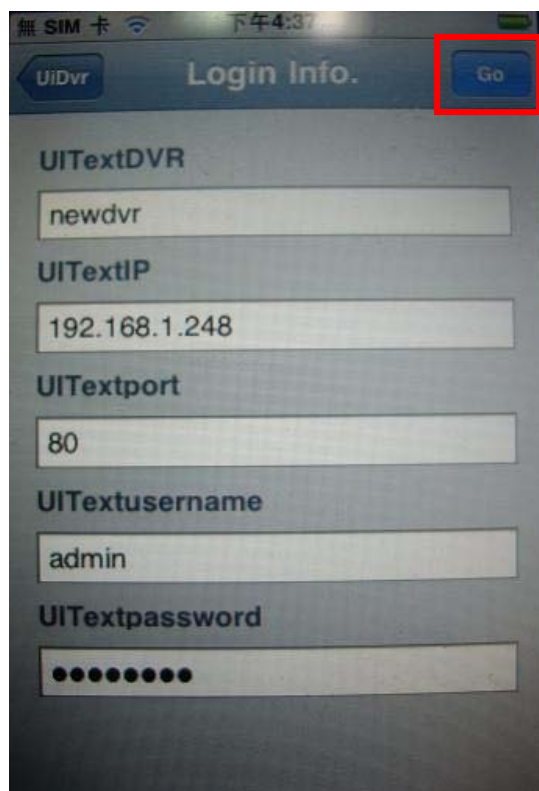 無 SIM 卡 下午4:37
UiDvr Login Info. Go
UITextDVR
newdvr
UITextIP
192.168.1.248
UITextport
80
UITextusername
admin
UITextpassword
●●●●●●●●